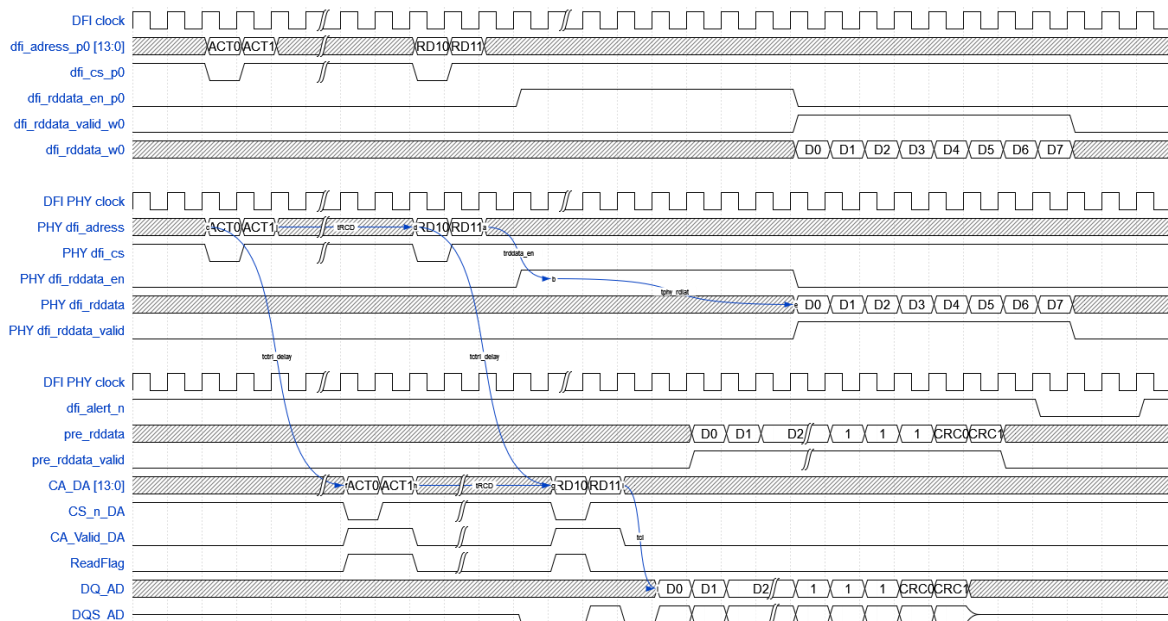 DFI clock
dfi_adress_p0 [13:0] ACT0 ACT1 RD10 RD11
dfi_cs_p0
dfi_rddata_en_p0
dfi_rddata_valid_w0
dfi_rddata_w0 D0 D1 D2 D3 D4 D5 D6 D7
DFI PHY clock
PHY dfi_adress ACT0 ACT1 tRCD RD10 RD11
PHY dfi_cs
trddata_en
PHY dfi_rddata_en b
tphy_rdlat
PHY dfi_rddata e D0 D1 D2 D3 D4 D5 D6 D7
PHY dfi_rddata_valid
tctrl_delay tctrl_delay
DFI PHY clock
dfi_alert_n
pre_rddata D0 D1 D2 1 1 1 CRC0 CRC1
pre_rddata_valid
CA_DA [13:0] f ACT0 ACT1 h tRCD g RD10 RD11
CS_n_DA
CA_Valid_DA tcl
ReadFlag
DQ_AD D0 D1 D2 1 1 1 CRC0 CRC1
DQS_AD